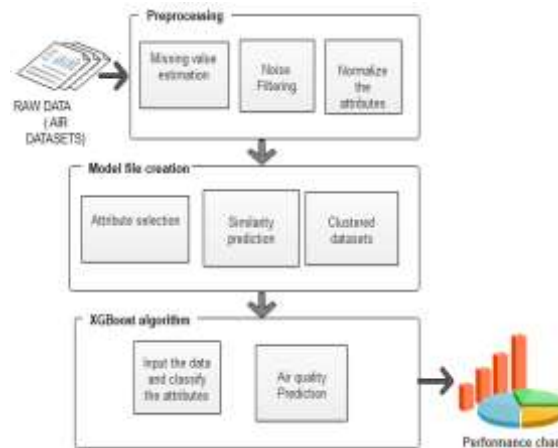 Preprocessing
Missing value
estimation
Noise
Filtering
Normalize
the
attributes
RAW DATA
( AIR
DATASETS)
Model file creation
Attribute selection
Similarity
prediction
Clustered
datasets
XGBoost algorithm
Input the data
and classify
the attributes
Air quality
Prediction
Performance char